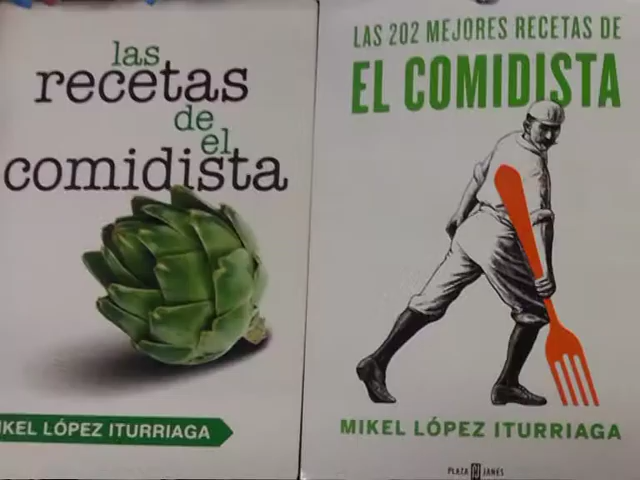 las
recetas
de
el
comidista
IKEL LÓPEZ ITURRIAGA
LAS 202 MEJORES RECETAS DE
EL COMIDISTA
MIKEL LÓPEZ ITURRIAGA
PLAZA JANÉS